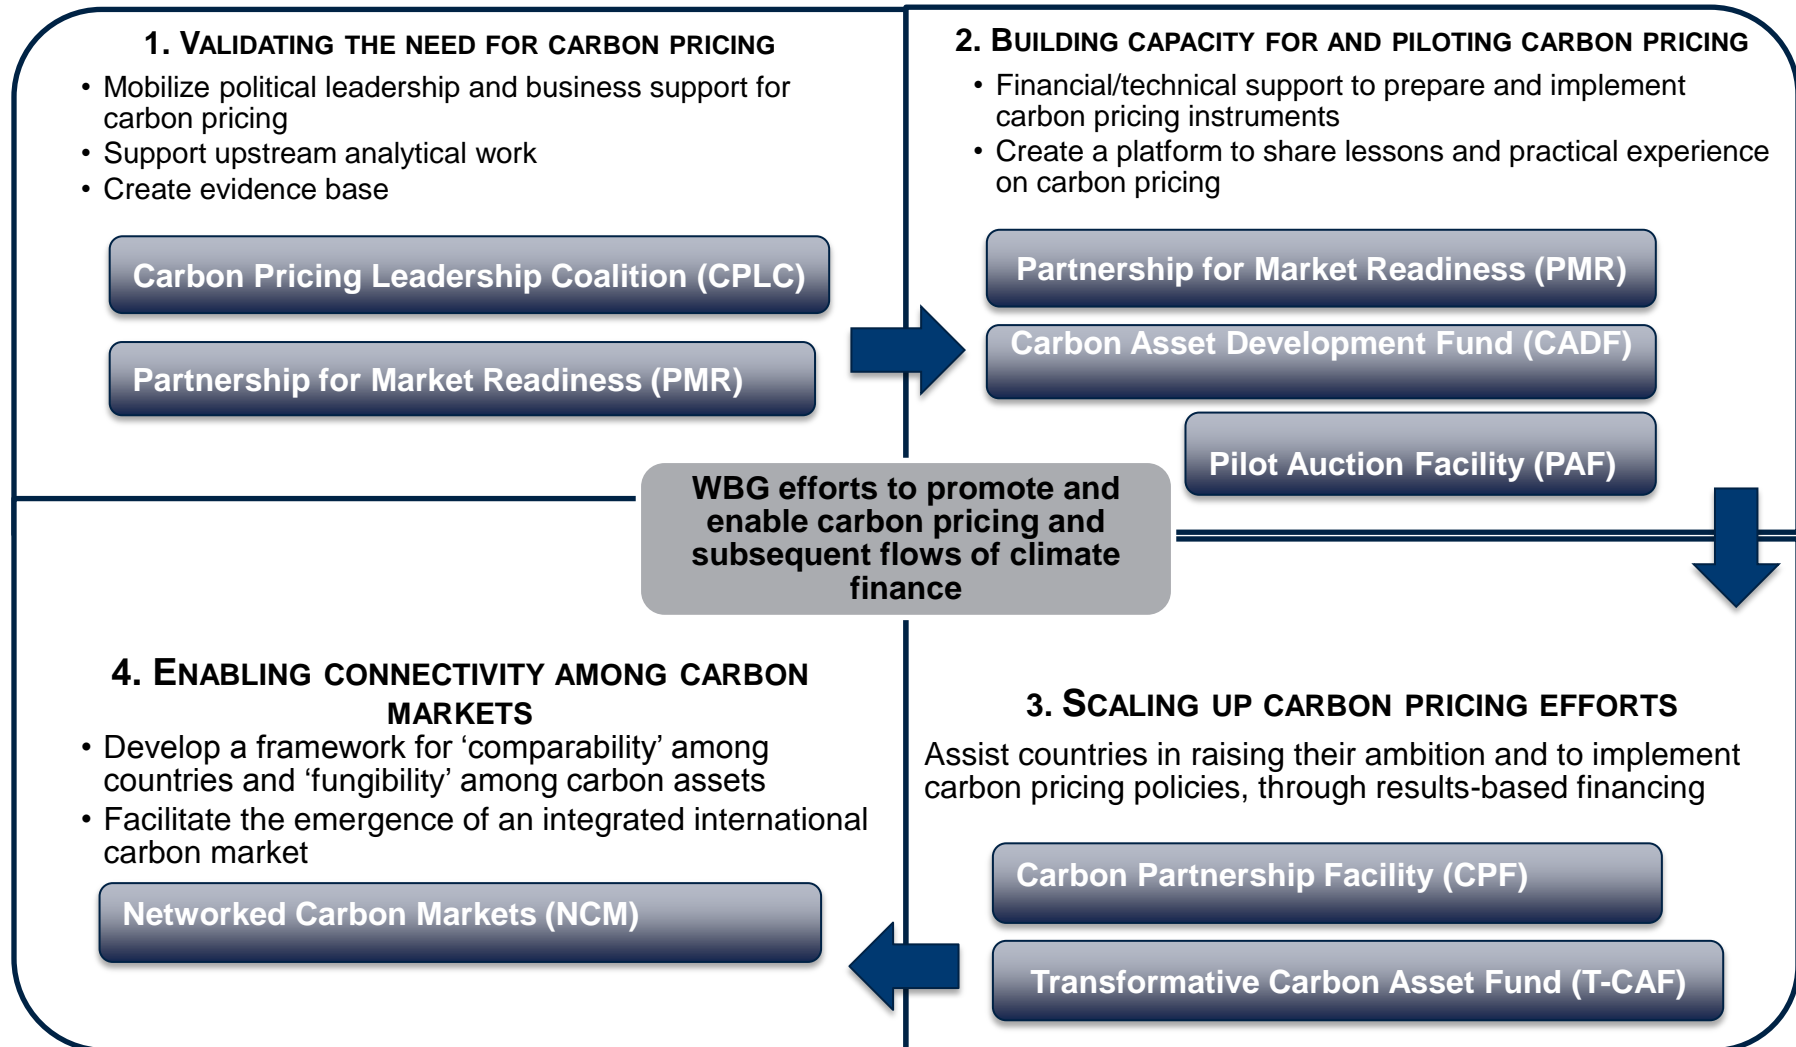 1. VALIDATING THE NEED FOR CARBON PRICING
• Mobilize political leadership and business support for
carbon pricing
• Support upstream analytical work
• Create evidence base
Carbon Pricing Leadership Coalition (CPLC)
Partnership for Market Readiness (PMR)
2. BUILDING CAPACITY FOR AND PILOTING CARBON PRICING
• Financial/technical support to prepare and implement
carbon pricing instruments
• Create a platform to share lessons and practical experience
on carbon pricing
Partnership for Market Readiness (PMR)
Carbon Asset Development Fund (CADF)
Pilot Auction Facility (PAF)
WBG efforts to promote and
enable carbon pricing and
subsequent flows of climate
finance
3. SCALING UP CARBON PRICING EFFORTS
Assist countries in raising their ambition and to implement
carbon pricing policies, through results-based financing
Carbon Partnership Facility (CPF)
Transformative Carbon Asset Fund (T-CAF)
4. ENABLING CONNECTIVITY AMONG CARBON
MARKETS
• Develop a framework for ‘comparability’ among
countries and ‘fungibility’ among carbon assets
• Facilitate the emergence of an integrated international
carbon market
Networked Carbon Markets (NCM)